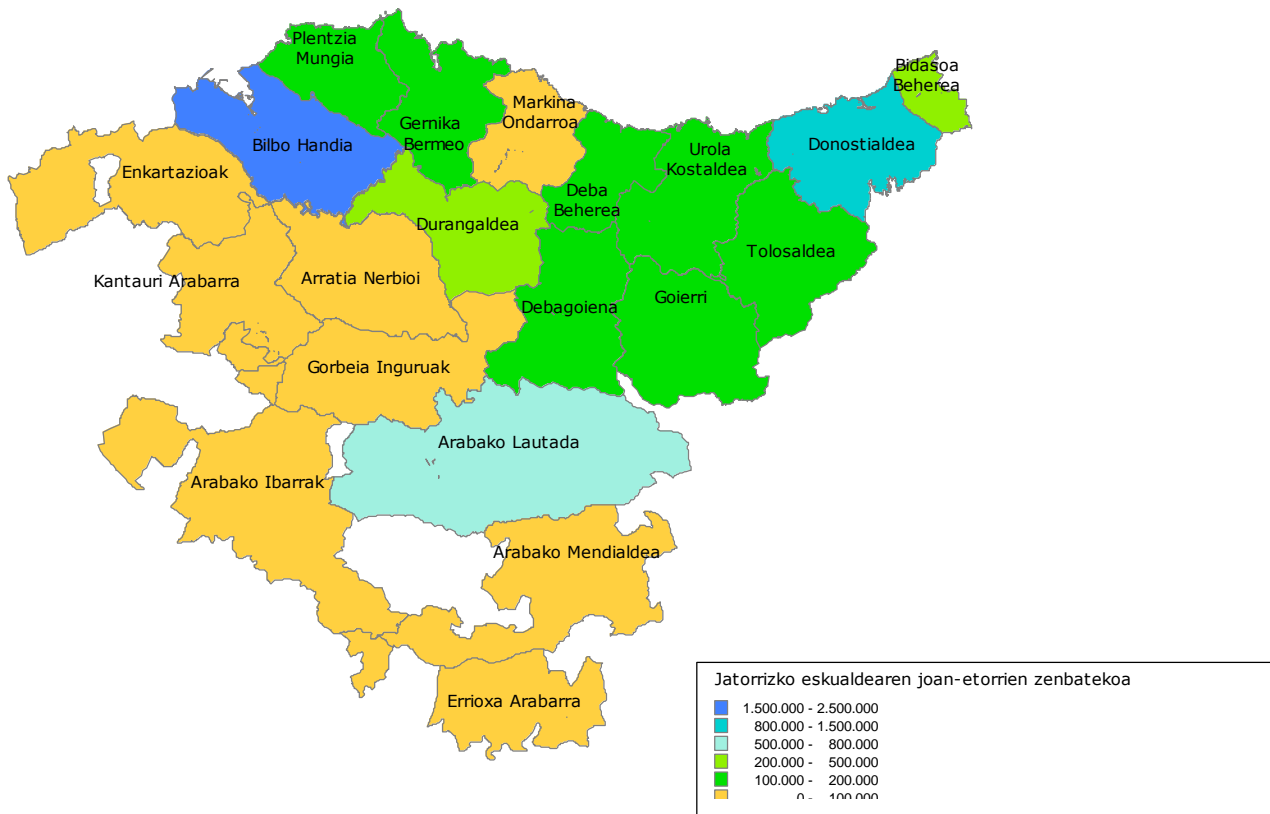 Plentzia
Mungia
Bidasoa
Beherea
Markina
Ondarroa
Gernika
Bermeo
Bilbo Handia
Urola
Kostaldea
Donostialdea
Enkartazioak
Deba
Beherea
Durangaldea
Tolosaldea
Kantauri Arabarra
Arratia Nerbioi
Debagoiena
Goierri
Gorbeia Inguruak
Arabako Lautada
Arabako Ibarrak
Arabako Mendialdea
Errioxa Arabarra
Jatorrizko eskualdearen joan-etorrien zenbatekoa
1.500.000 - 2.500.000
800.000 - 1.500.000
500.000 - 800.000
200.000 - 500.000
100.000 - 200.000
0 - 100.000